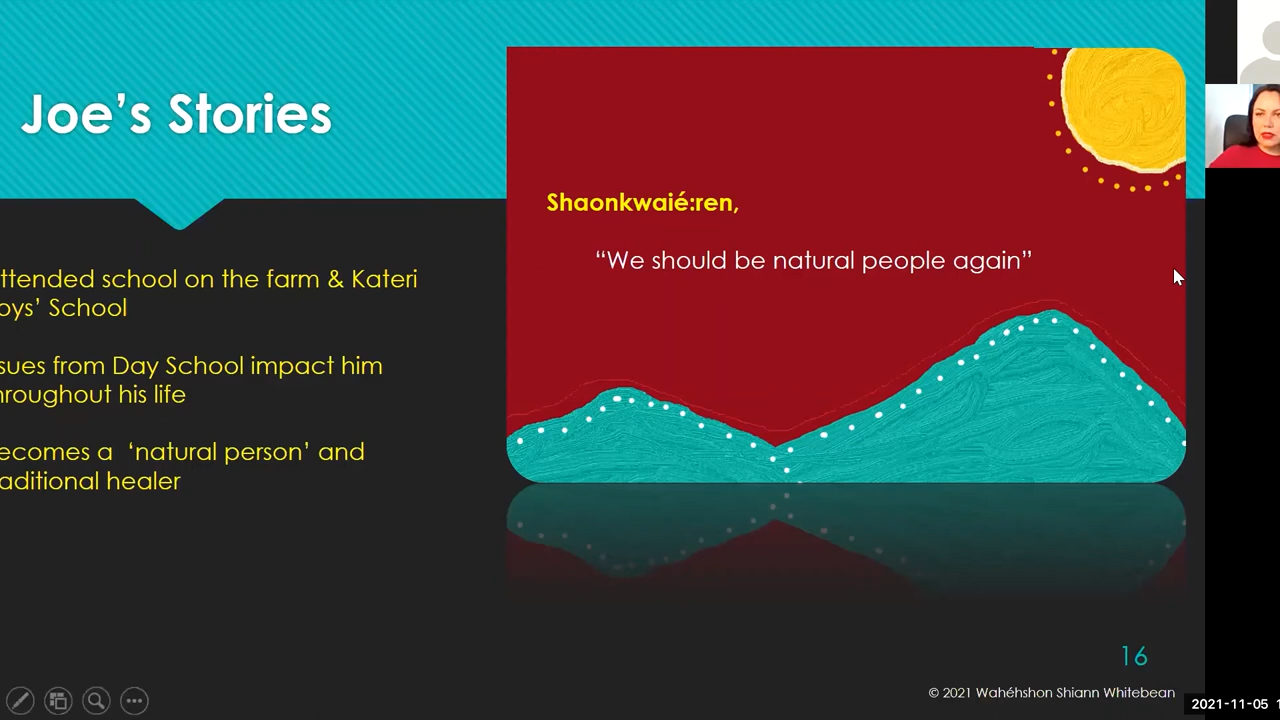 Joe's Stories
ttended school on the farm & Kateri
oys' School
sues from Day School impact him
hroughout his life
ecomes a 'natural person' and
aditional healer
Shaonkwaié:ren,
“We should be natural people again”
16
© 2021 Wahéhshon Shiann Whitebean
2021-11-05